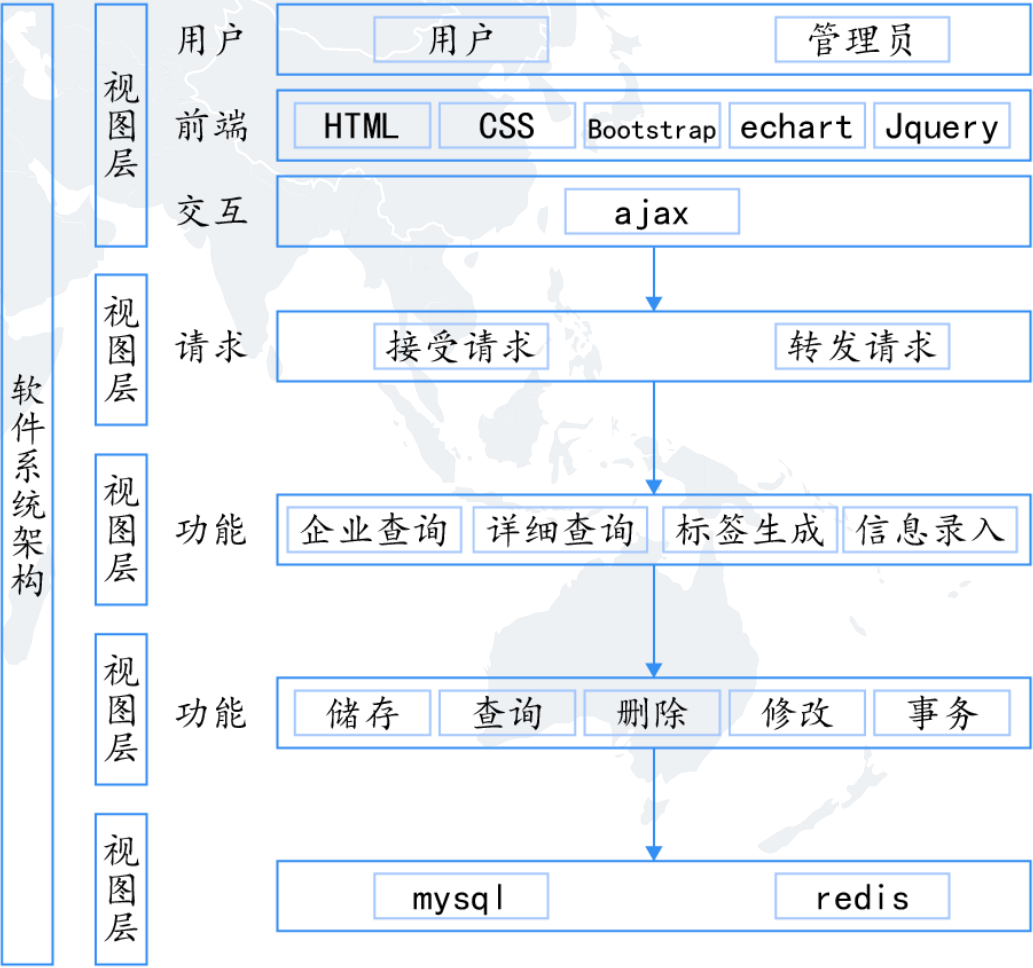 软件系统架构
视图层
用户
用户 管理员
前端
HTML CSS Bootstrap echart Jquery
交互
ajax
视图层
请求
接受请求 转发请求
视图层
功能
企业查询 详细查询 标签生成 信息录入
视图层
功能
储存 查询 删除 修改 事务
视图层
mysql redis